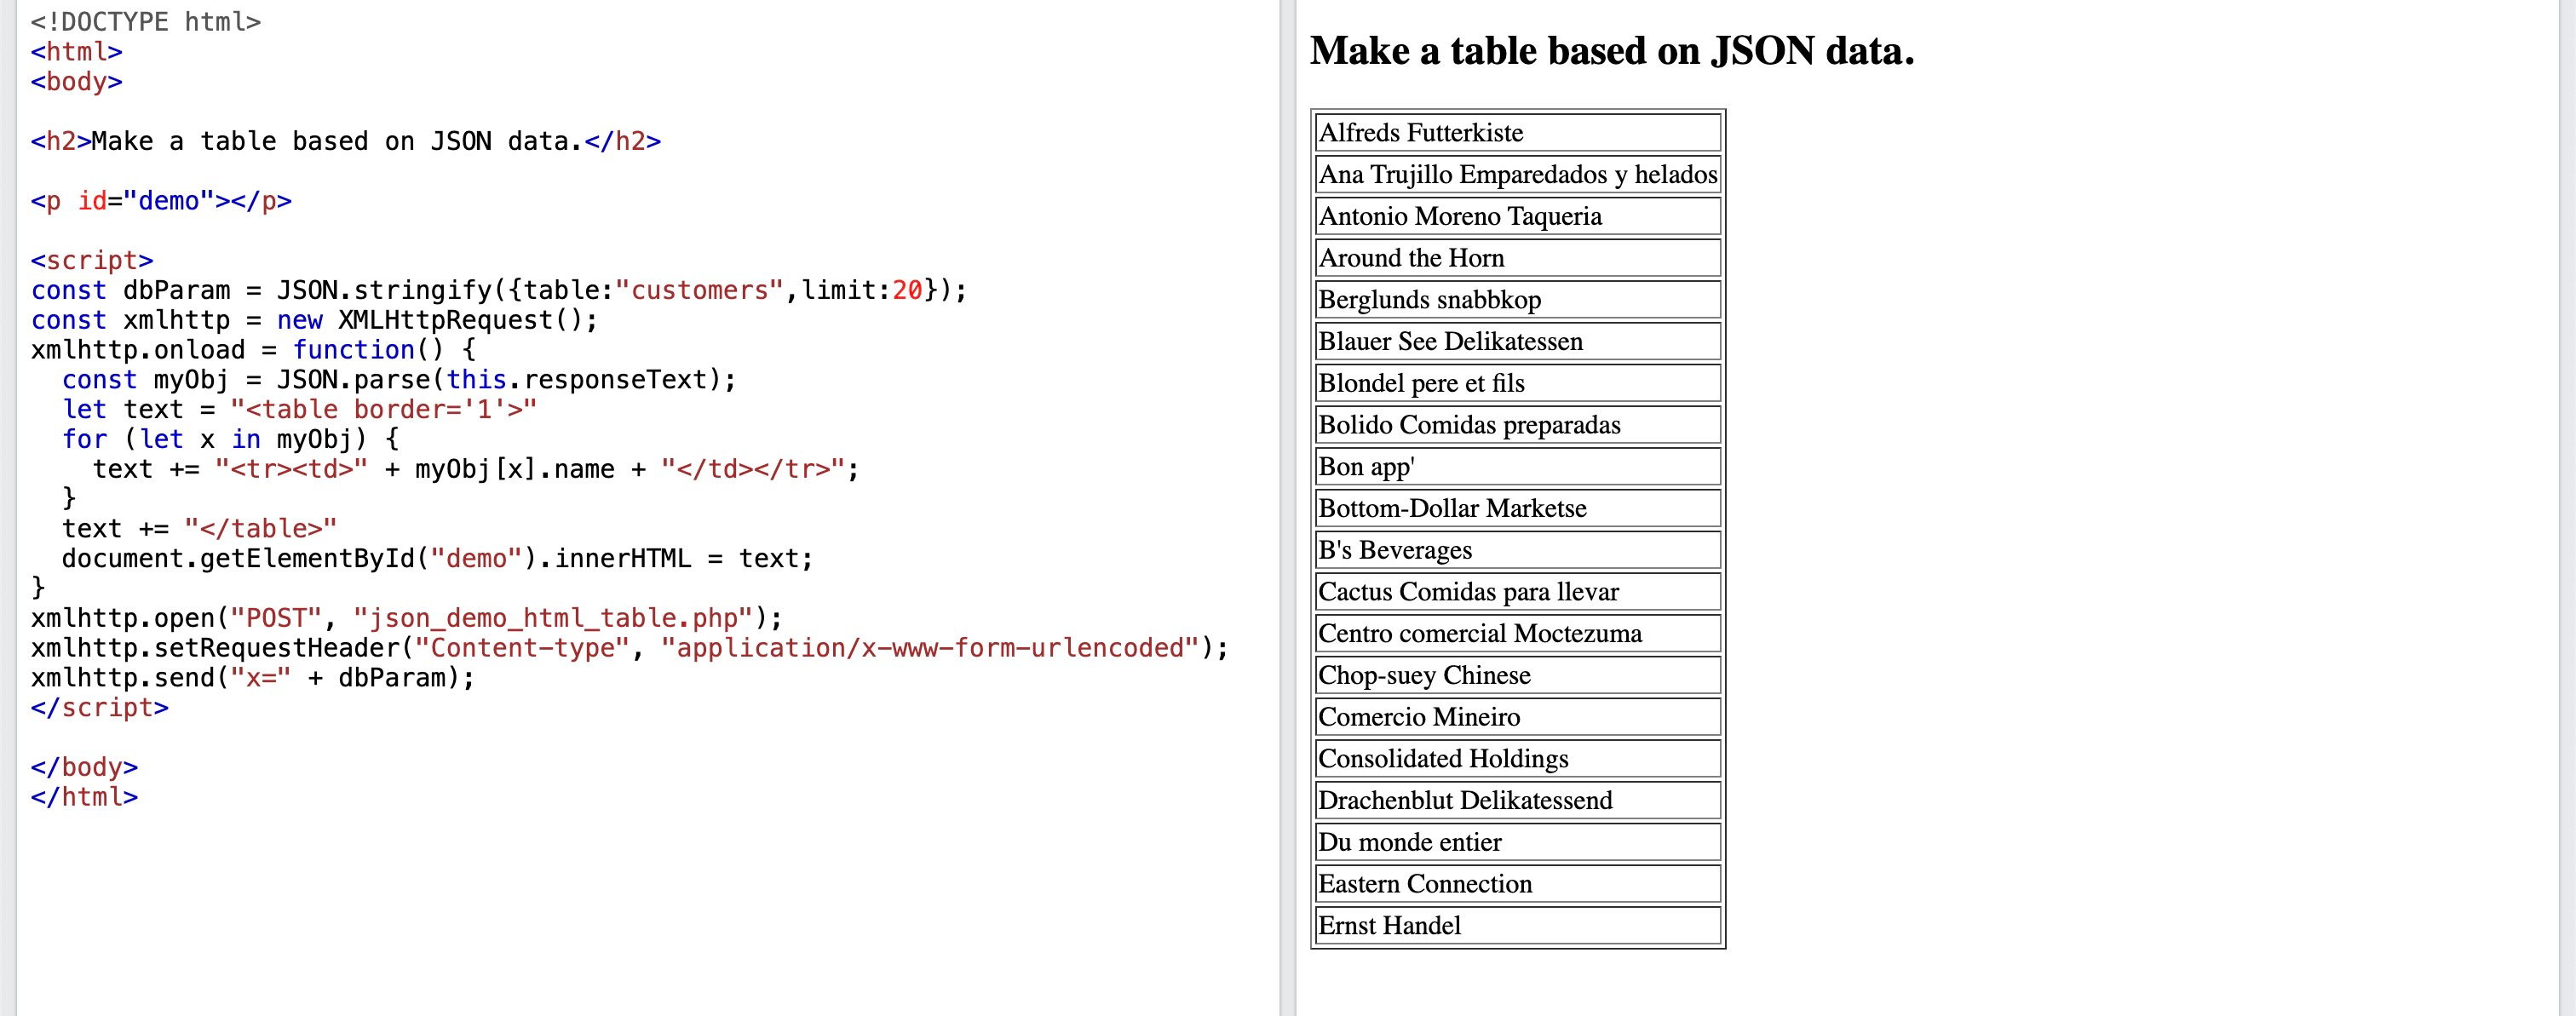 <!DOCTYPE html>
<html>
<body>
<h2>Make a table based on JSON data.</h2>
<p id="demo"></p>
<script>
const dbParam = JSON.stringify({table:"customers",limit:20});
const xmlhttp = new XMLHttpRequest();
xmlhttp.onload = function() {
  const myObj = JSON.parse(this.responseText);
  let text = "<table border='1'>"
  for (let x in myObj) {
    text += "<tr><td>" + myObj[x].name + "</td></tr>";
  }
  text += "</table>"
  document.getElementById("demo").innerHTML = text;
}
xmlhttp.open("POST", "json_demo_html_table.php");
xmlhttp.setRequestHeader("Content-type", "application/x-www-form-urlencoded");
xmlhttp.send("x=" + dbParam);
</script>
</body>
</html>
Make a table based on JSON data.
Alfreds Futterkiste
Ana Trujillo Emparedados y helados
Antonio Moreno Taqueria
Around the Horn
Berglunds snabbkop
Blauer See Delikatessen
Blondel pere et fils
Bolido Comidas preparadas
Bon app'
Bottom-Dollar Marketse
B's Beverages
Cactus Comidas para llevar
Centro comercial Moctezuma
Chop-suey Chinese
Comercio Mineiro
Consolidated Holdings
Drachenblut Delikatessend
Du monde entier
Eastern Connection
Ernst Handel